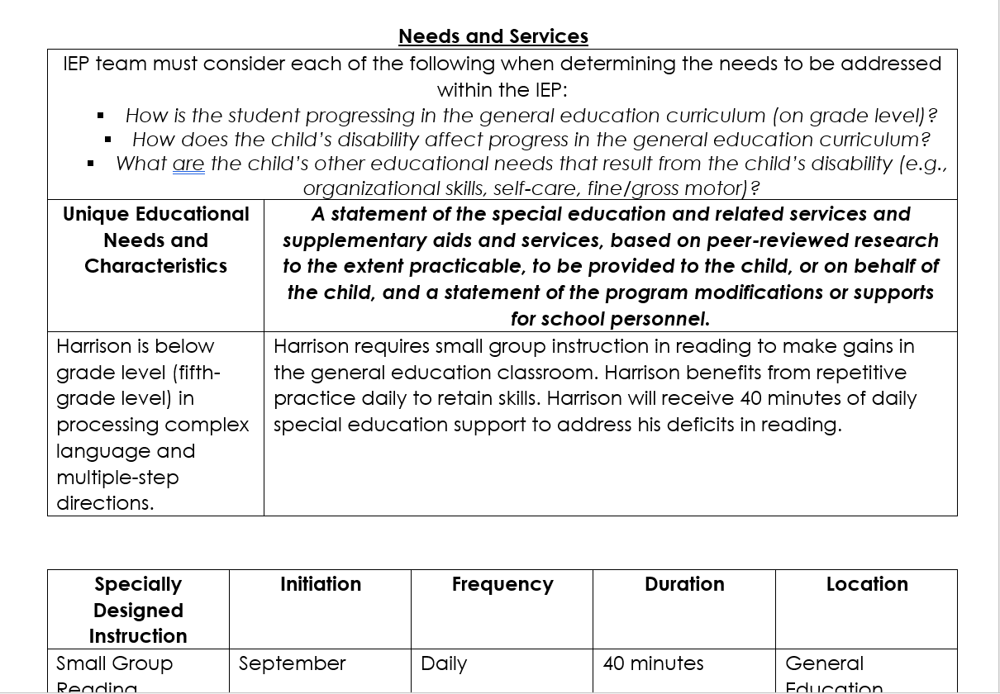 Needs and Services
IEP team must consider each of the following when determining the needs to be addressed
within the IEP:
▪ How is the student progressing in the general education curriculum (on grade level)?
▪ How does the child’s disability affect progress in the general education curriculum?
▪ What are the child’s other educational needs that result from the child’s disability (e.g.,
organizational skills, self-care, fine/gross motor)?
Unique Educational
Needs and
Characteristics
A statement of the special education and related services and
supplementary aids and services, based on peer-reviewed research
to the extent practicable, to be provided to the child, or on behalf of
the child, and a statement of the program modifications or supports
for school personnel.
Harrison is below
grade level (fifth-
grade level) in
processing complex
language and
multiple-step
directions.
Harrison requires small group instruction in reading to make gains in
the general education classroom. Harrison benefits from repetitive
practice daily to retain skills. Harrison will receive 40 minutes of daily
special education support to address his deficits in reading.
Specially
Designed
Instruction
Initiation
Frequency
Duration
Location
Small Group
Reading
September
Daily
40 minutes
General
Education